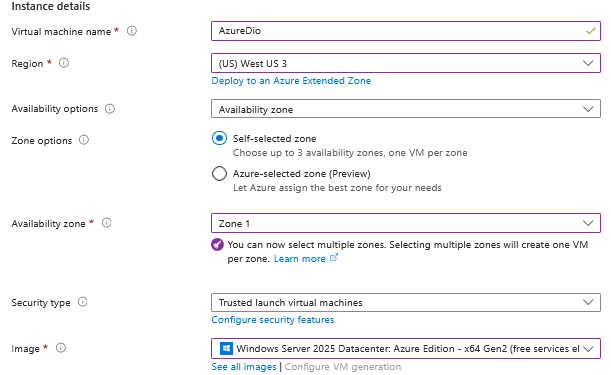 Instance details
Virtual machine name *
AzureDio
Region *
(US) West US 3
Deploy to an Azure Extended Zone
Availability options
Availability zone
Zone options
Self-selected zone
Choose up to 3 availability zones, one VM per zone
Azure-selected zone (Preview)
Let Azure assign the best zone for your needs
Availability zone *
Zone 1
You can now select multiple zones. Selecting multiple zones will create one VM
per zone. Learn more
Security type
Trusted launch virtual machines
Configure security features
Image *
Windows Server 2025 Datacenter: Azure Edition - x64 Gen2 (free services el
See all images | Configure VM generation